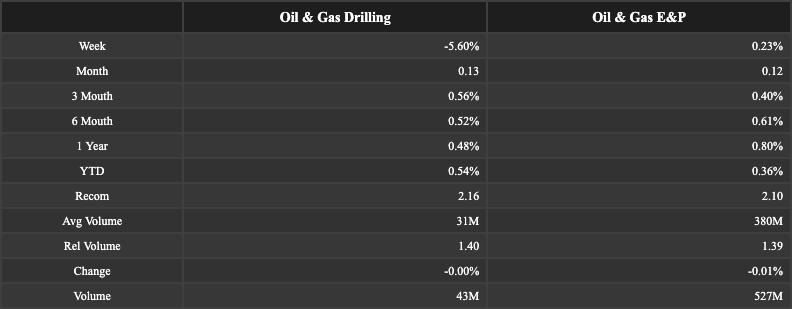 Oil & Gas Drilling Oil & Gas E&P
Week -5.60% 0.23%
Month 0.13 0.12
3 Mouth 0.56% 0.40%
6 Mouth 0.52% 0.61%
1 Year 0.48% 0.80%
YTD 0.54% 0.36%
Recom 2.16 2.10
Avg Volume 31M 380M
Rel Volume 1.40 1.39
Change -0.00% -0.01%
Volume 43M 527M